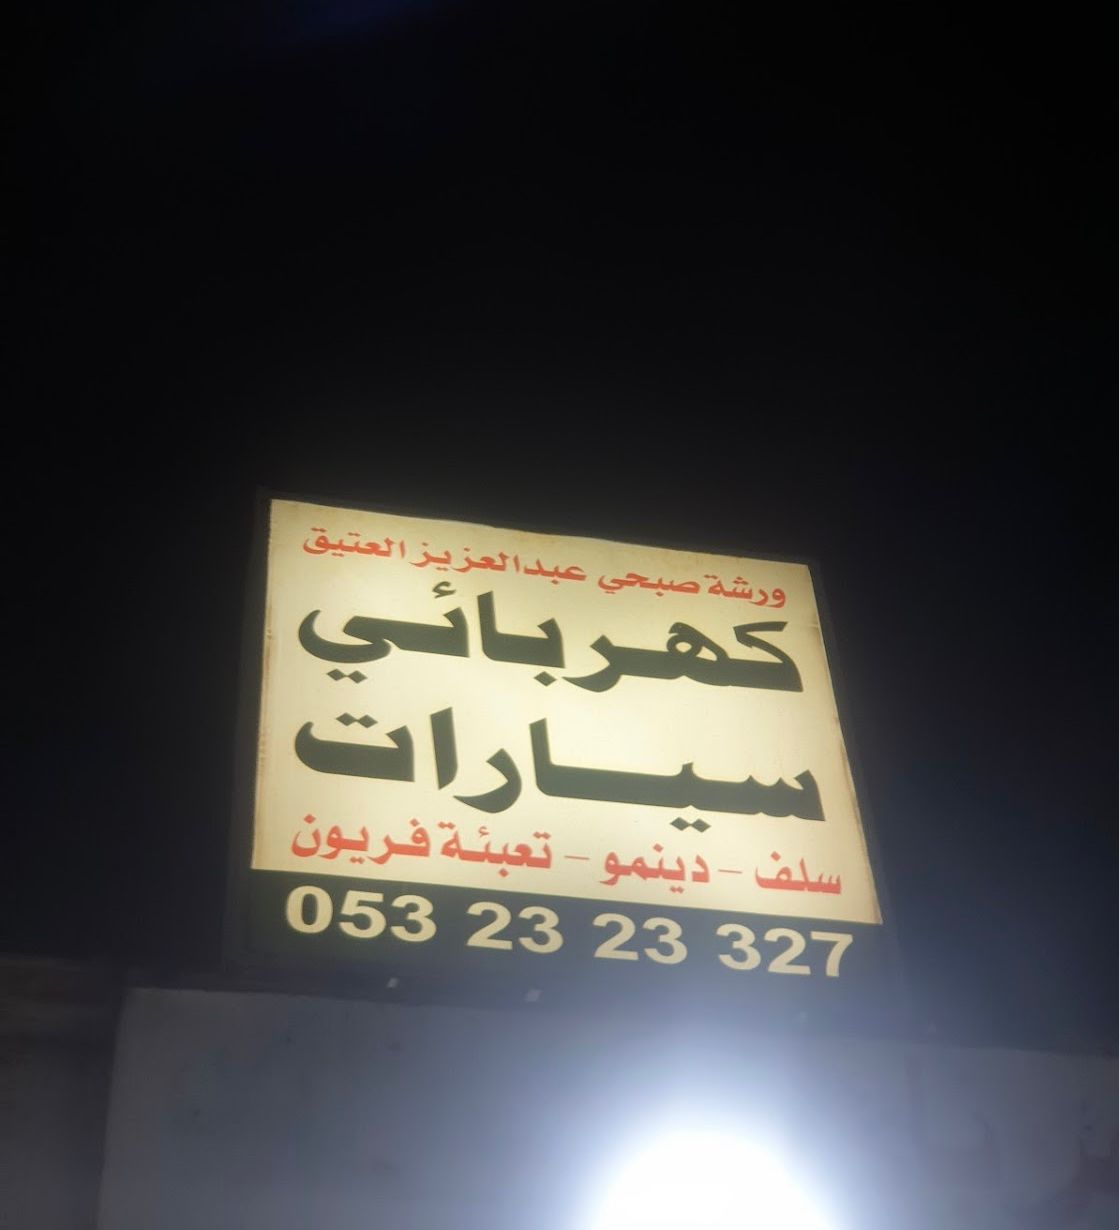 ورشة صبحي عبدالعزيز العتيق
كهربائي
سيارات
سلف - دينمو - تعبئة فريون
053 23 23 327